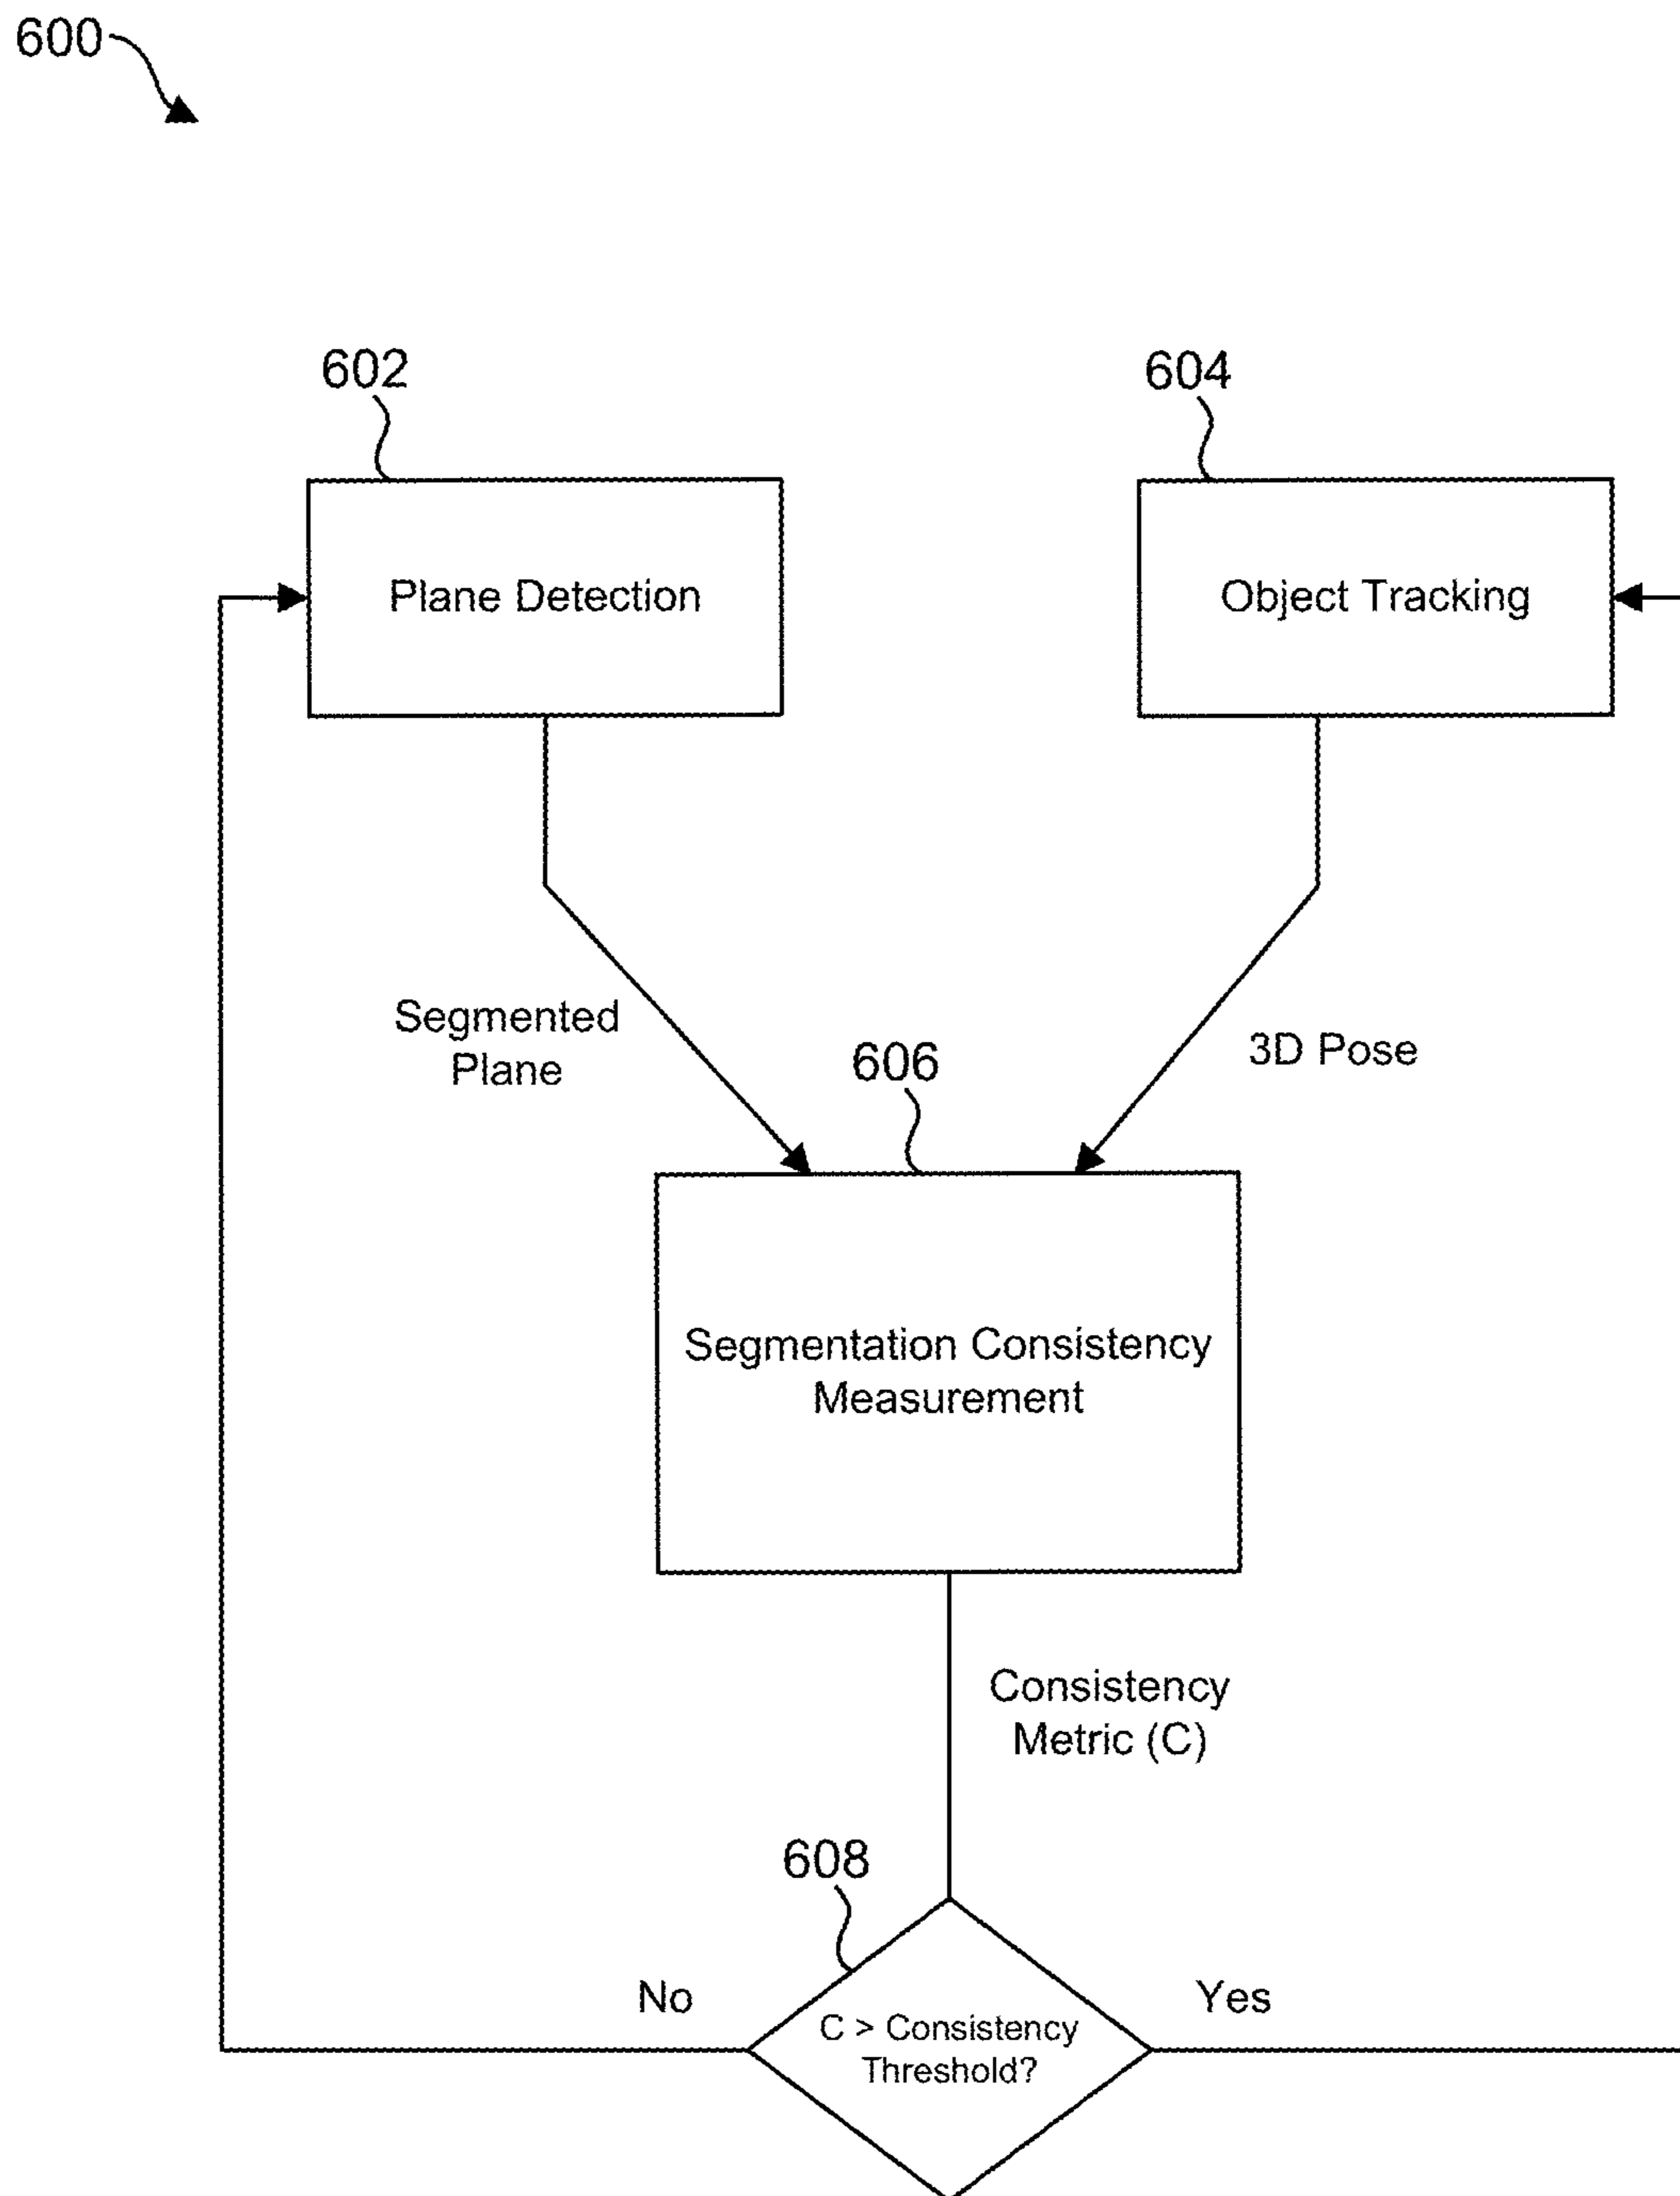 600
602
604
Plane Detection
Object Tracking
Segmented
Plane
3D Pose
606
Segmentation Consistency
Measurement
Consistency
Metric (C)
608
No
Yes
C > Consistency
Threshold?